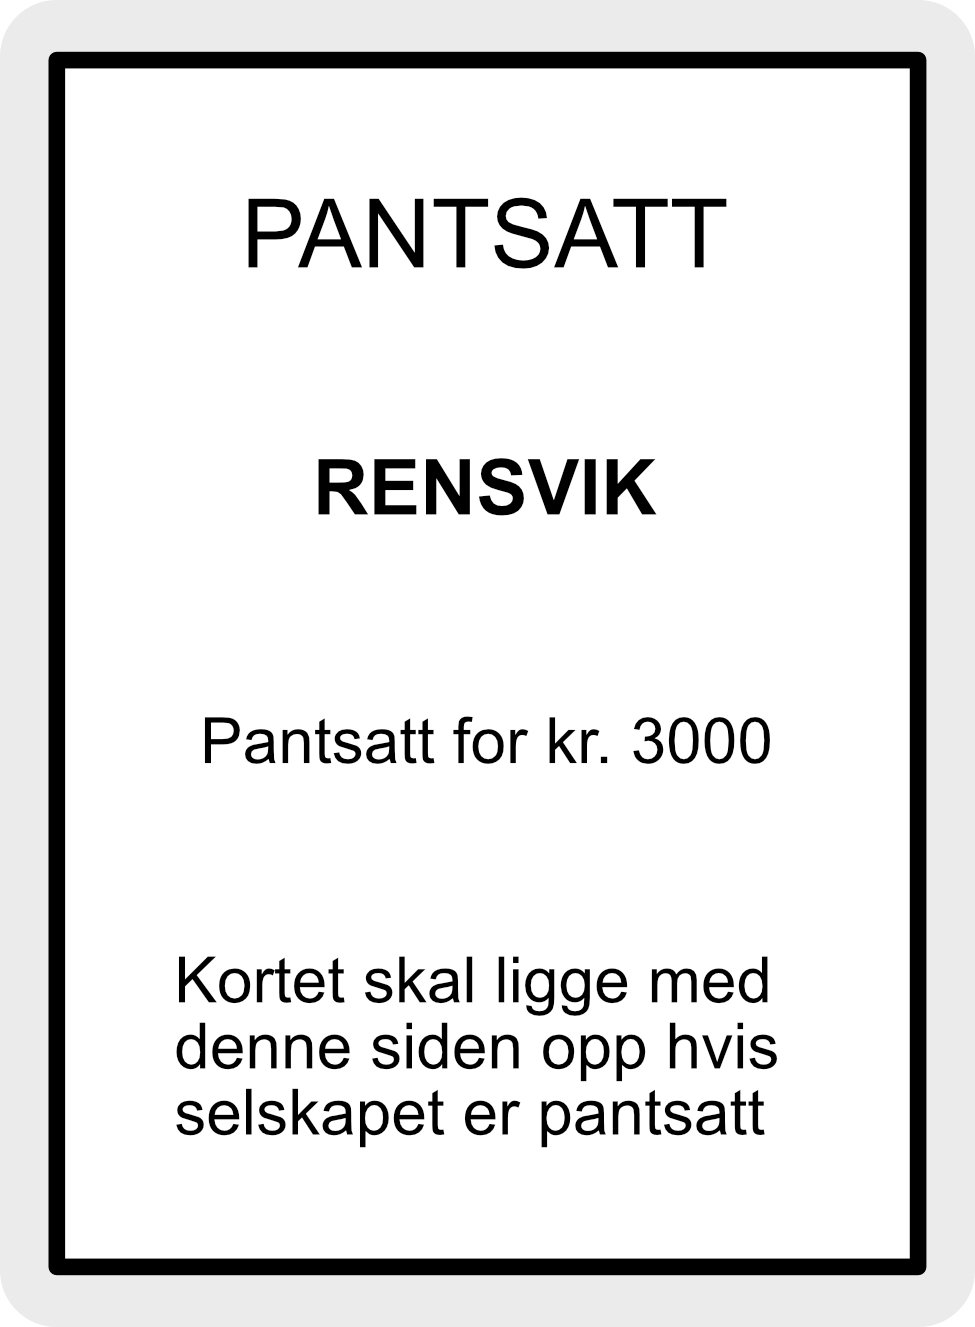 PANTSATT
RENSVIK
Pantsatt for kr. 3000
Kortet skal ligge med
denne siden opp hvis
selskapet er pantsatt